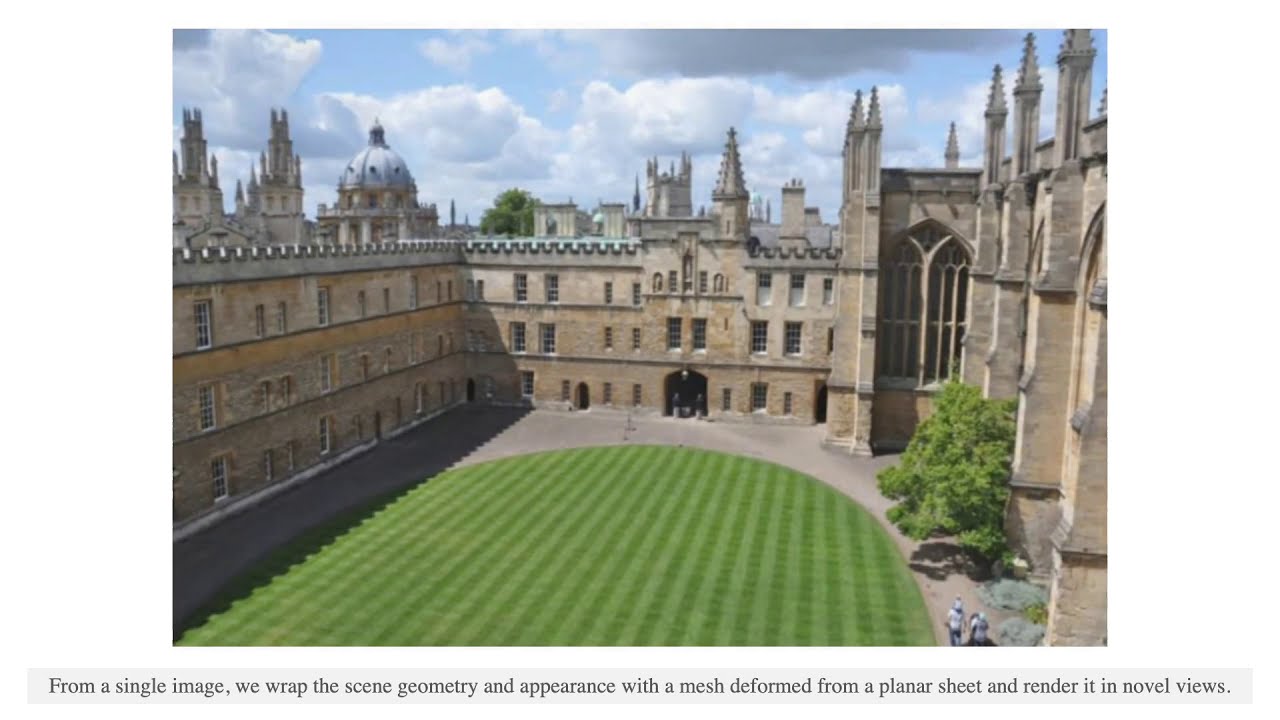 From a single image, we wrap the scene geometry and appearance with a mesh deformed from a planar sheet and render it in novel views.